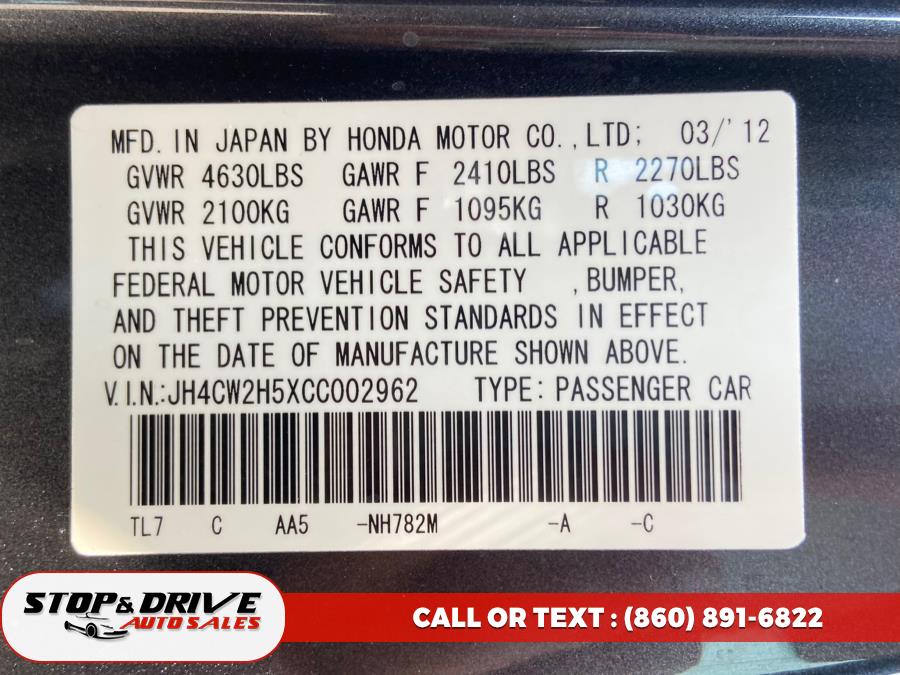 MFD. IN JAPAN BY HONDA MOTOR CO.,LTD; 03/'12
GVWR 4630LBS GAWR F 2410LBS R 2270LBS
GVWR 2100KG GAWR F 1095KG R 1030KG
THIS VEHICLE CONFORMS TO ALL APPLICABLE
FEDERAL MOTOR VEHICLE SAFETY ,BUMPER,
AND THEFT PREVENTION STANDARDS IN EFFECT
ON THE DATE OF MANUFACTURE SHOWN ABOVE.
V.I.N.:JH4CW2H5XCC002962 TYPE: PASSENGER CAR
TL7 C AA5 -NH782M -A -C
STOP & DRIVE
AUTO SALES
CALL OR TEXT : (860) 891-6822